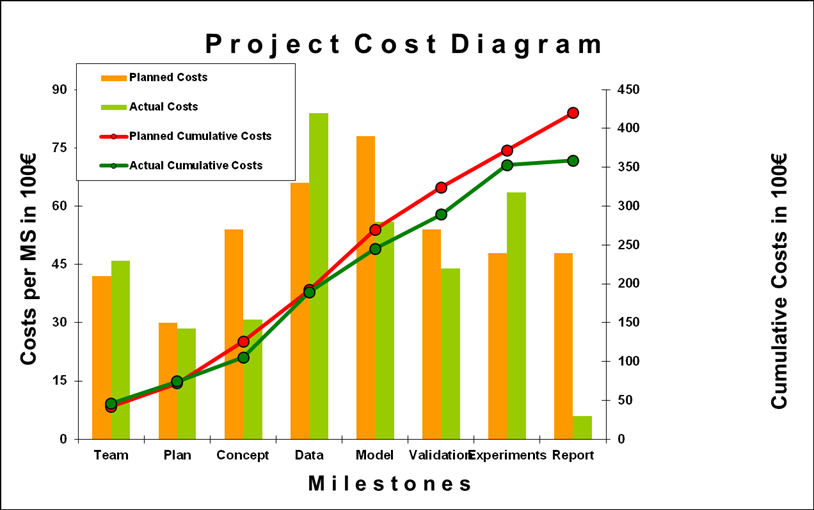 Project Cost Diagram
Planned Costs
Actual Costs
Planned Cumulative Costs
Actual Cumulative Costs
90
75
60
45
30
15
0
Costs per MS in 100€
450
400
350
300
250
200
150
100
50
0
Cumulative Costs in 100€
Team Plan Concept Data Model Validation Experiments Report
Milestones